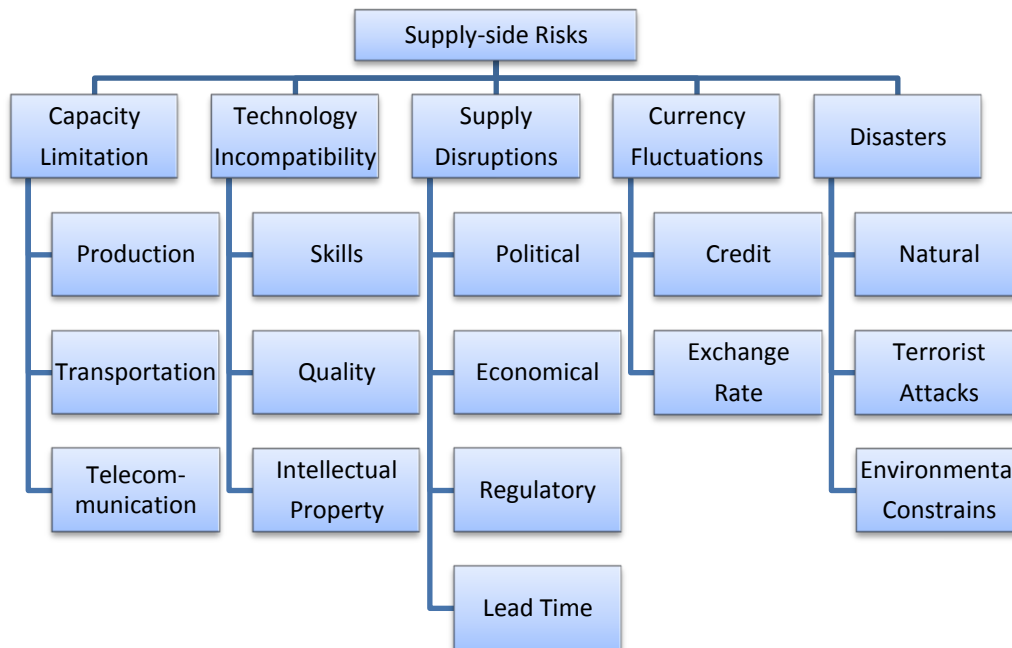 Supply-side Risks
Capacity
Limitation
Technology
Incompatibility
Supply
Disruptions
Currency
Fluctuations
Disasters
Production
Skills
Political
Credit
Natural
Transportation
Quality
Economical
Exchange
Rate
Terrorist
Attacks
Telecom-
munication
Intellectual
Property
Regulatory
Environmenta
Constrains
Lead Time